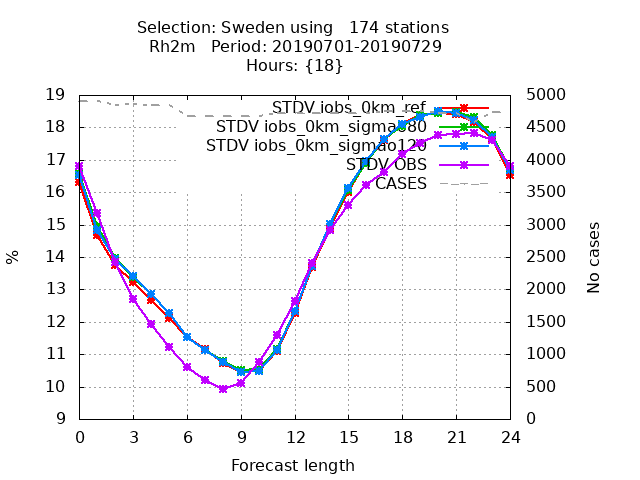 Selection: Sweden using 174 stations
Rh2m Period: 20190701-20190729
Hours: {18}
STDV iobs_0km_ref
STDV iobs_0km_sigmao80
STDV iobs_0km_sigmao120
STDV OBS
CASES
%
19
18
17
16
15
14
13
12
11
10
9
5000
4500
4000
3500
3000
2500
2000
1500
1000
500
0
No cases
0 3 6 9 12 15 18 21 24
Forecast length